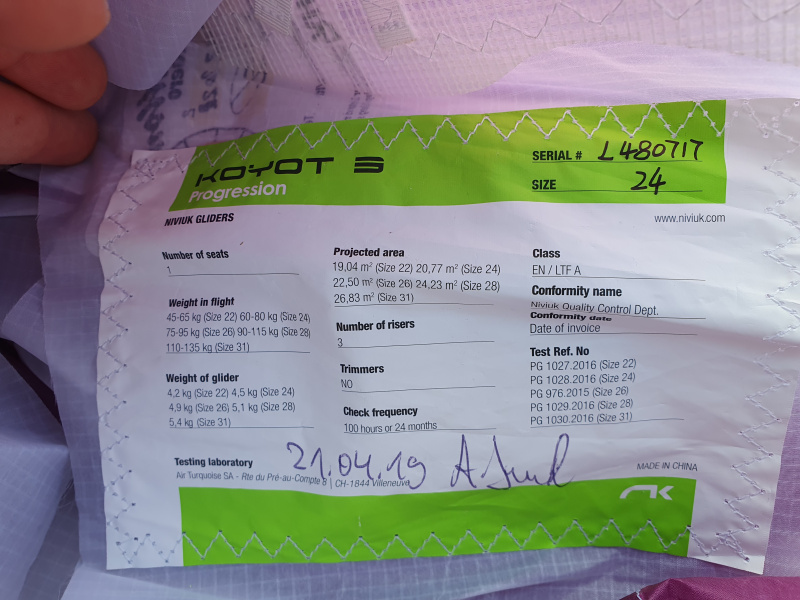 KOYOT 3
Progression
SERIAL # L480717
SIZE 24
NIVIUK GLIDERS
www.niviuk.com
Number of seats
1
Weight in flight
45-65 kg (Size 22) 60-80 kg (Size 24)
75-95 kg (Size 26) 90-115 kg (Size 28)
110-135 kg (Size 31)
Weight of glider
4,2 kg (Size 22) 4,5 kg (Size 24)
4,9 kg (Size 26) 5,1 kg (Size 28)
5,4 kg (Size 31)
Projected area
19,04 m² (Size 22) 20,77 m² (Size 24)
22,50 m² (Size 26) 24,23 m² (Size 28)
26,83 m² (Size 31)
Number of risers
3
Trimmers
NO
Check frequency
100 hours or 24 months
Class
EN / LTF A
Conformity name
Niviuk Quality Control Dept.
Conformity date
Date of invoice
Test Ref. No
PG 1027.2016 (Size 22)
PG 1028.2016 (Size 24)
PG 976.2015 (Size 26)
PG 1029.2016 (Size 28)
PG 1030.2016 (Size 31)
Testing laboratory
Air Turquoise SA - Rte du Pré-au-Compte 8 | CH-1844 Villeneuve
21.04.19
MADE IN CHINA